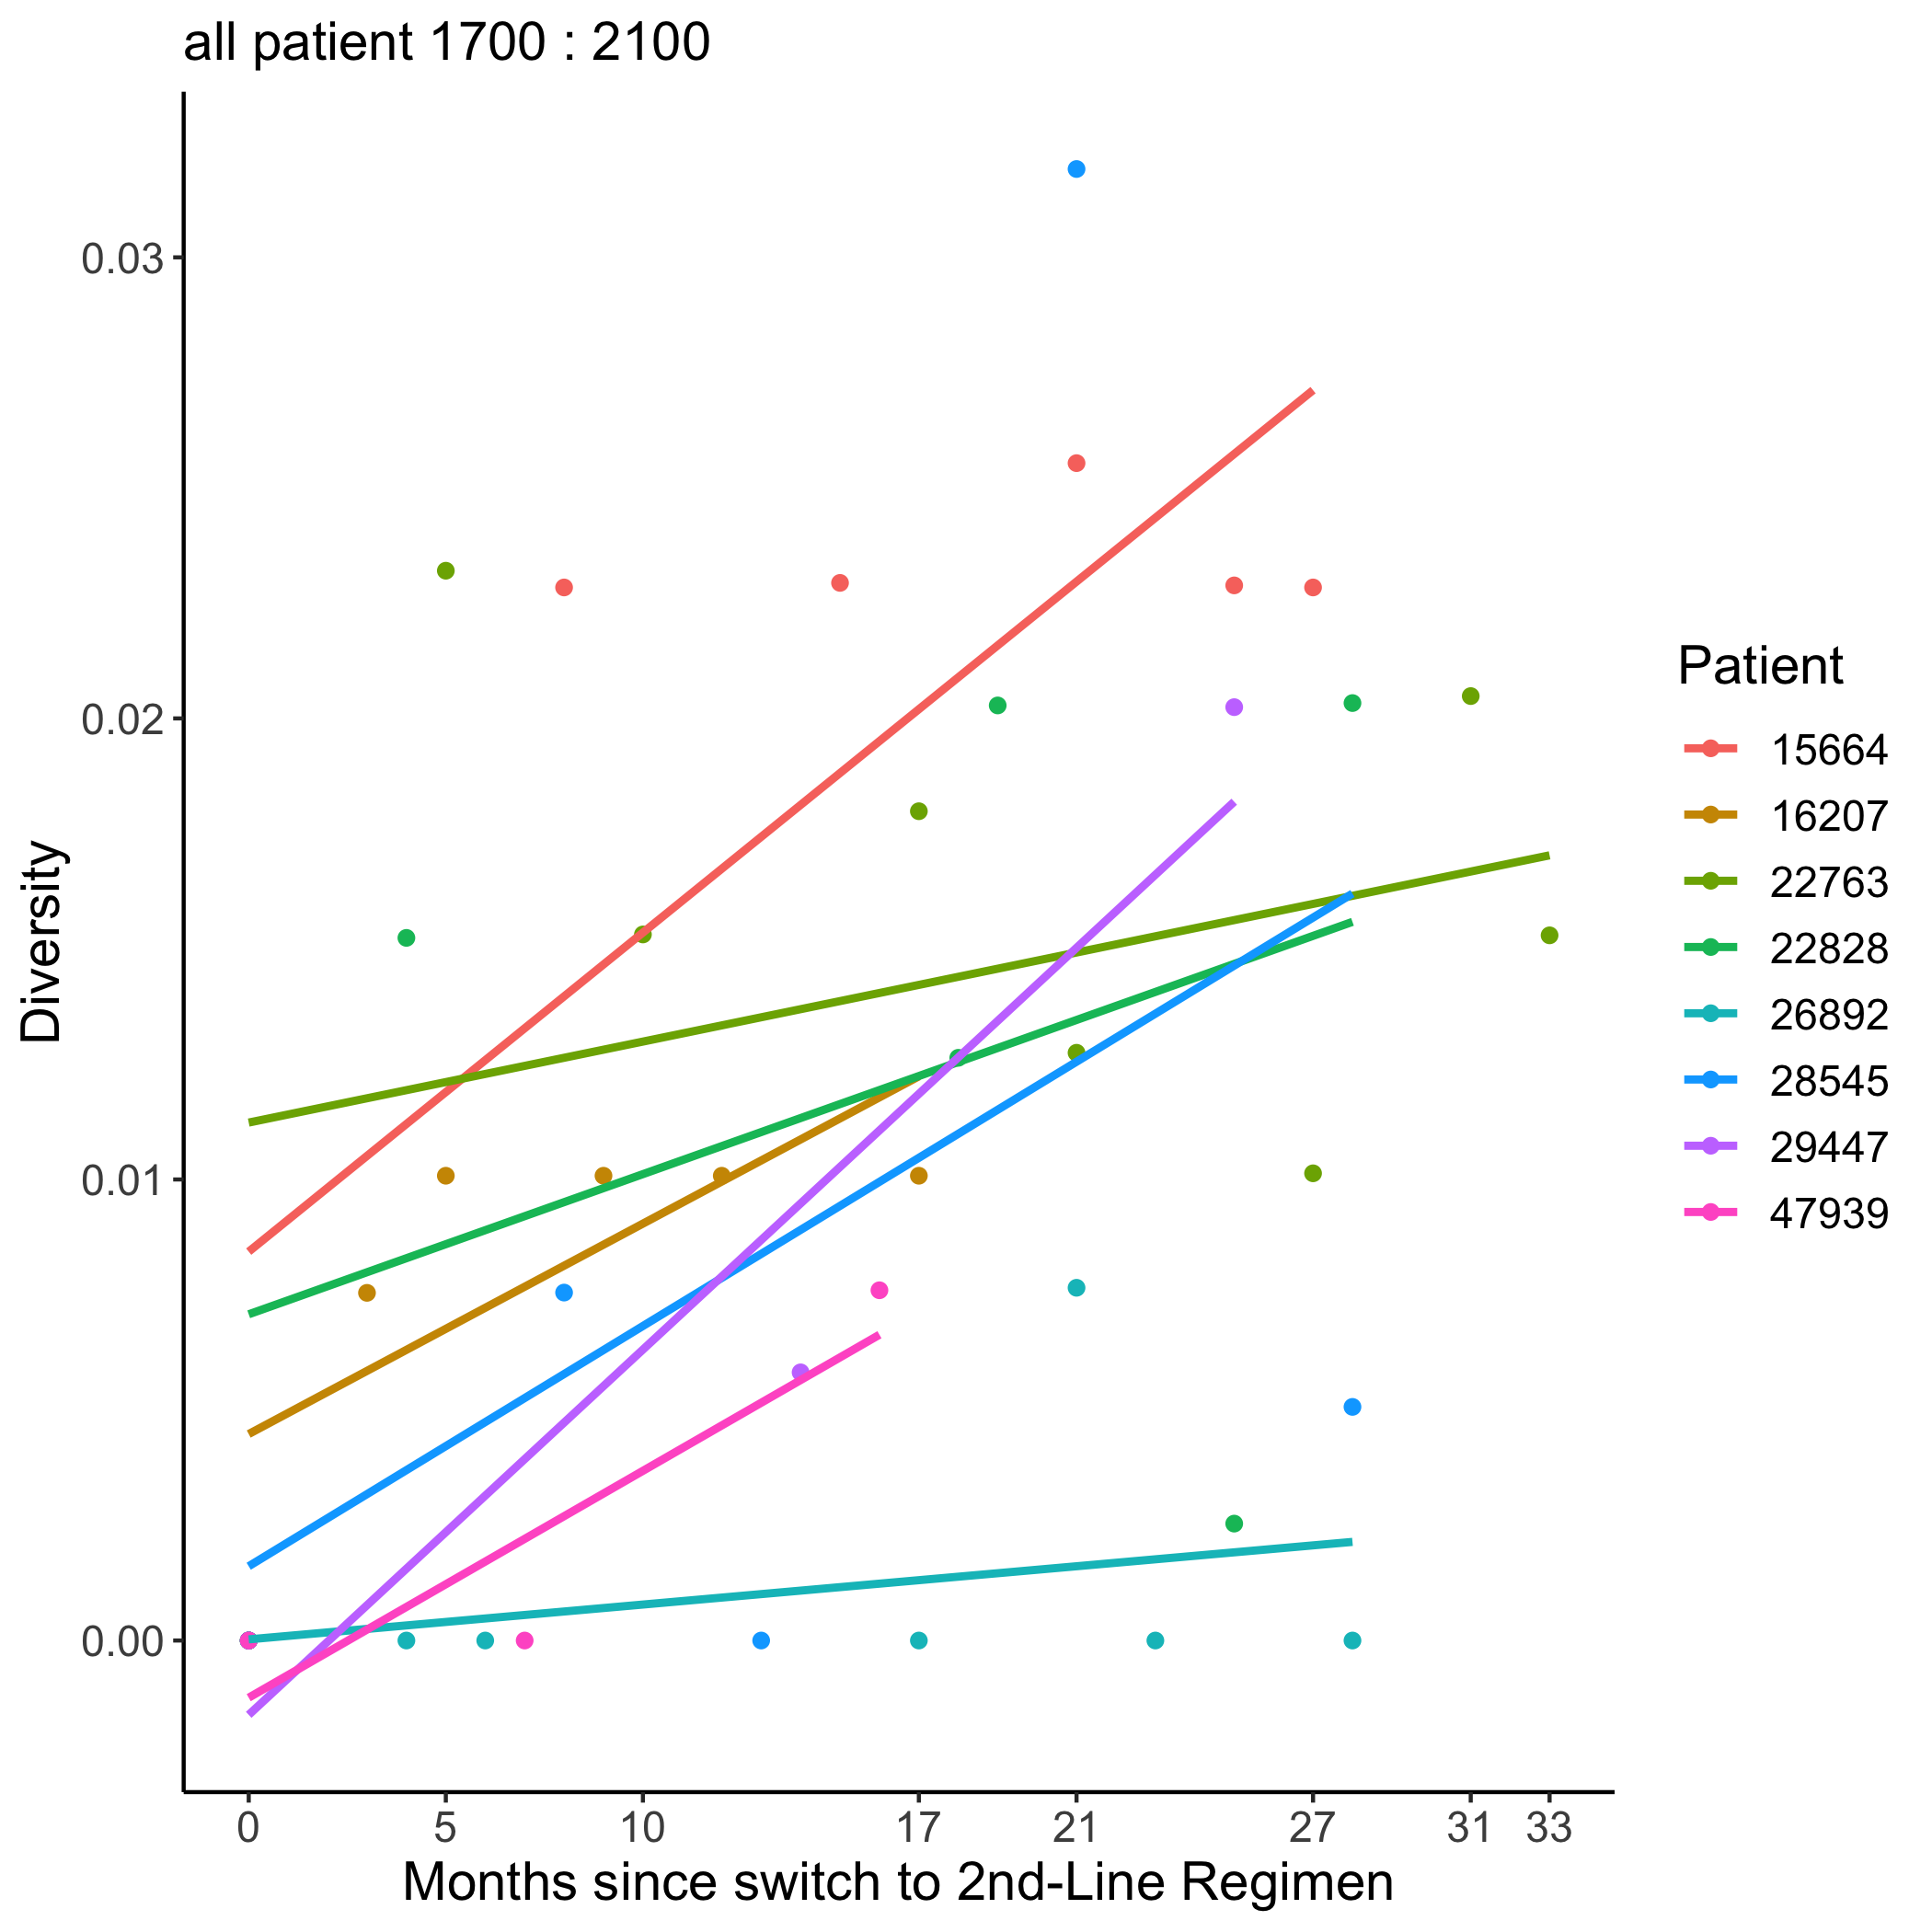 all patient 1700 : 2100
Diversity
0.03
0.02
0.01
0.00
0 5 10 17 21 27 31 33
Months since switch to 2nd-Line Regimen
Patient
15664
16207
22763
22828
26892
28545
29447
47939